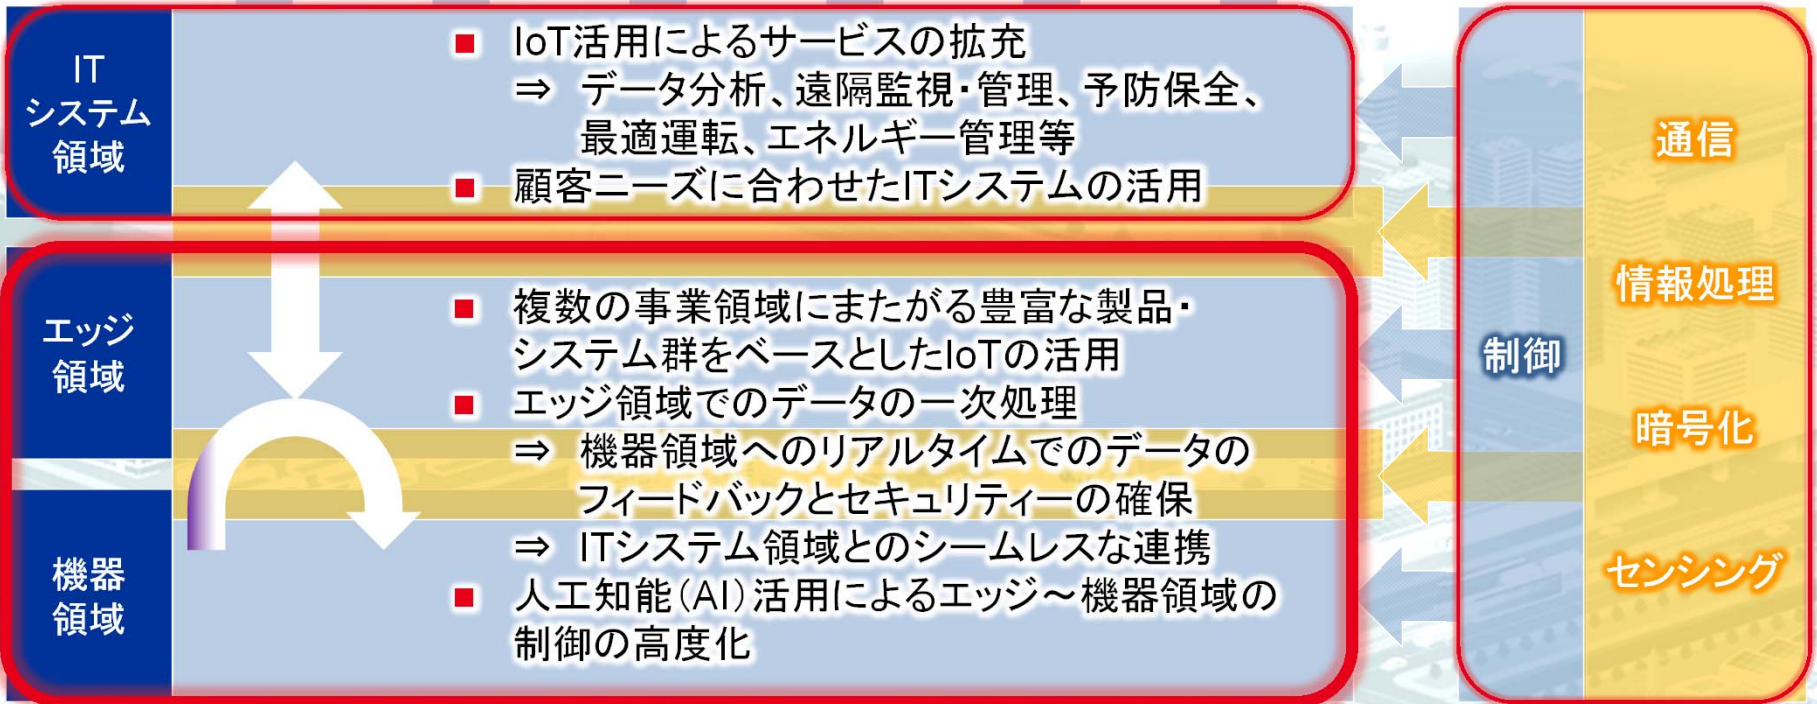 IT
システム
領域
■ IoT活用によるサービスの拡充
⇒ データ分析、遠隔監視・管理、予防保全、
最適運転、エネルギー管理等
■ 顧客ニーズに合わせたITシステムの活用
エッジ
領域
■ 複数の事業領域にまたがる豊富な製品・
システム群をベースとしたIoTの活用
■ エッジ領域でのデータの一次処理
⇒ 機器領域へのリアルタイムでのデータの
フィードバックとセキュリティーの確保
⇒ ITシステム領域とのシームレスな連携
機器
領域
■ 人工知能(AI)活用によるエッジ～機器領域の
制御の高度化
制御
通信
情報処理
暗号化
センシング